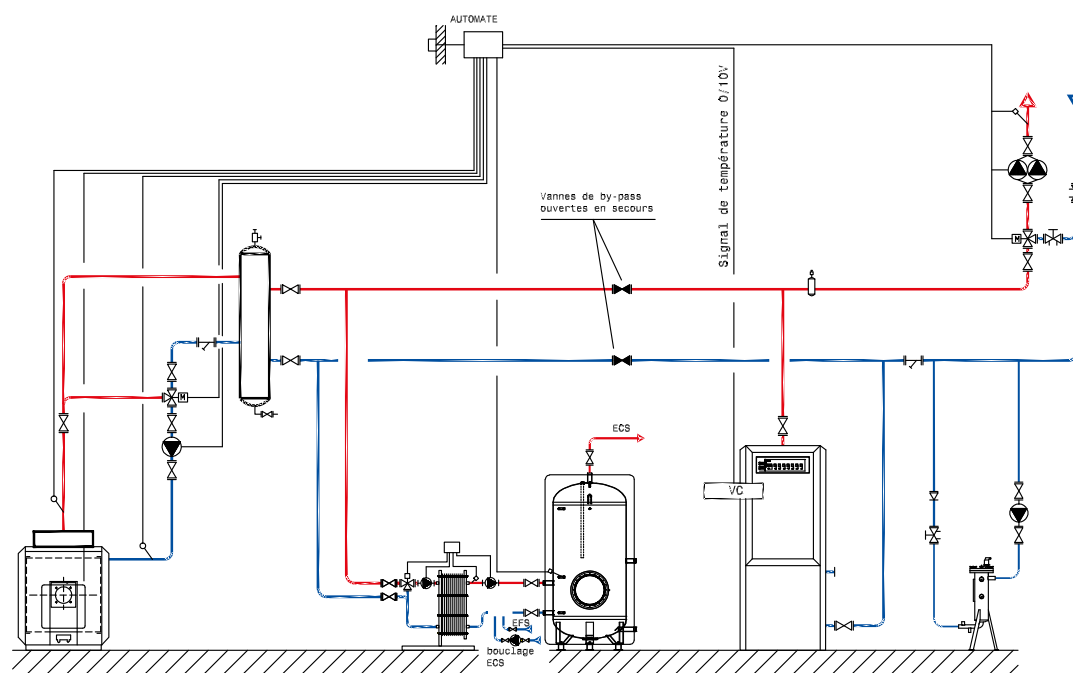 AUTOMATE
Signal de température 0/10V
Vannes de by-pass
ouvertes en secours
M
M
ECS
VC
EFS
bouclage
ECS